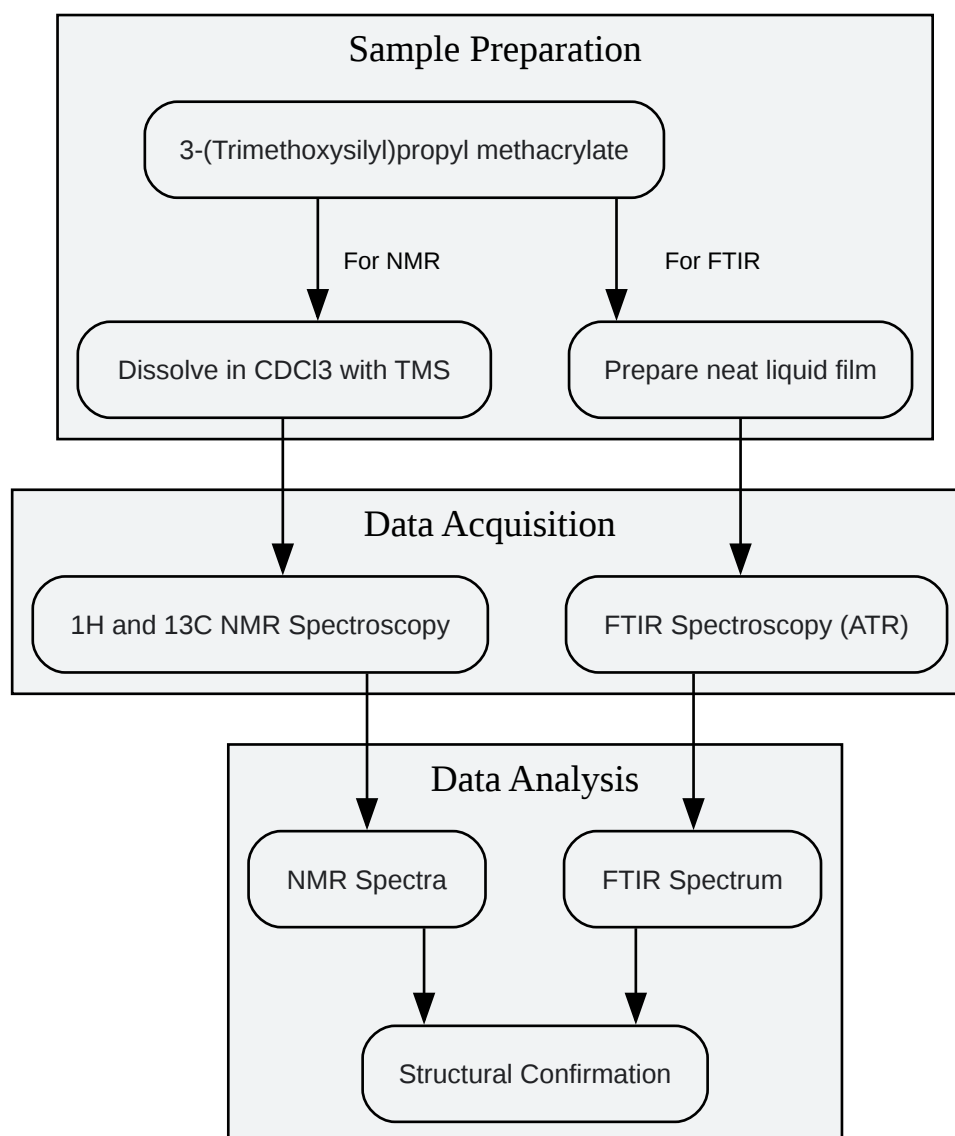 Sample Preparation
3-(Trimethoxysilyl)propyl methacrylate
For NMR
For FTIR
Dissolve in CDCl3 with TMS
Prepare neat liquid film
Data Acquisition
1H and 13C NMR Spectroscopy
FTIR Spectroscopy (ATR)
Data Analysis
NMR Spectra
FTIR Spectrum
Structural Confirmation